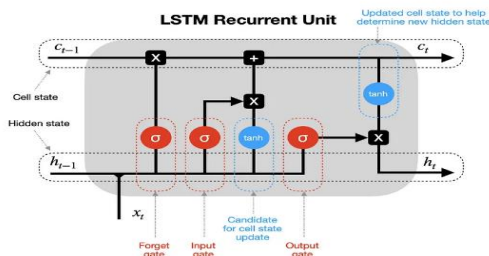 LSTM Recurrent Unit
Updated cell state to help
determine new hidden state
c_{t-1}
c_t
×
+
×
tanh
Cell state
Hidden state
σ
σ
tanh
σ
×
h_{t-1}
h_t
x_t
Forget
gate
Input
gate
Candidate
for cell state
update
Output
gate